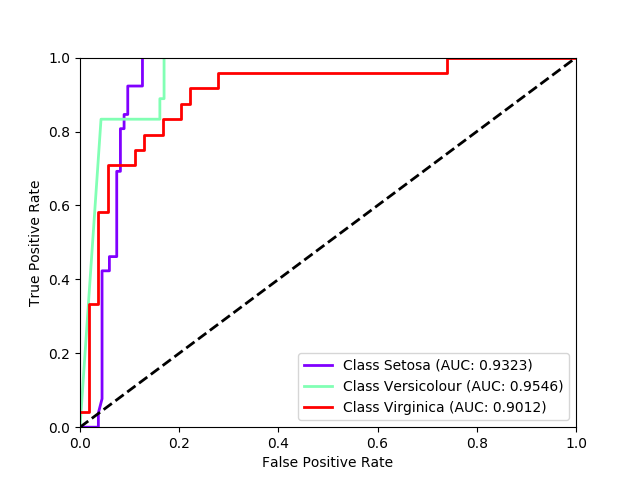 1.0
0.8
0.6
0.4
0.2
0.0
True Positive Rate
0.0 0.2 0.4 0.6 0.8 1.0
False Positive Rate
Class Setosa (AUC: 0.9323)
Class Versicolour (AUC: 0.9546)
Class Virginica (AUC: 0.9012)